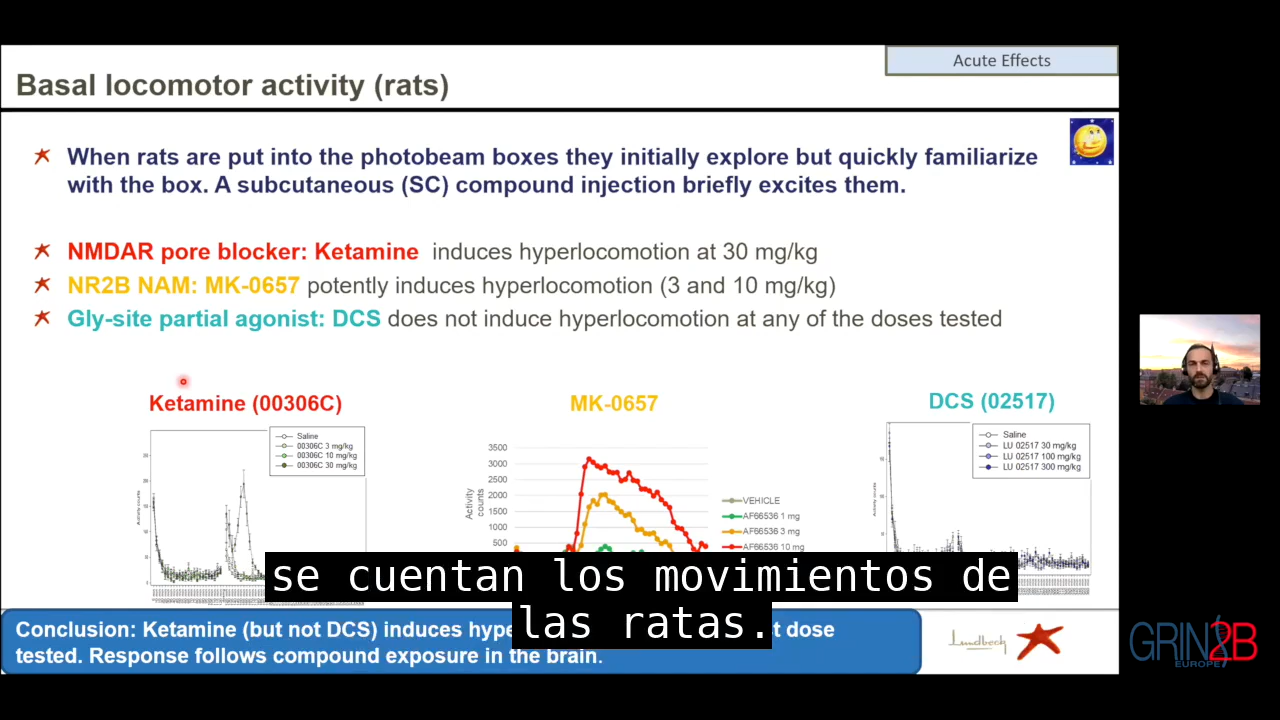 Acute Effects
Basal locomotor activity (rats)
When rats are put into the photobeam boxes they initially explore but quickly familiarize
with the box. A subcutaneous (SC) compound injection briefly excites them.
NMDAR pore blocker: Ketamine induces hyperlocomotion at 30 mg/kg
NR2B NAM: MK-0657 potently induces hyperlocomotion (3 and 10 mg/kg)
Gly-site partial agonist: DCS does not induce hyperlocomotion at any of the doses tested
Ketamine (00306C)
Saline
00306C 3 mg/kg
00306C 10 mg/kg
00306C 30 mg/kg
Activity counts
MK-0657
3500
3000
2500
2000
1500
1000
500
Activity
counts
VEHICLE
AF66536 1 mg
AF66536 3 mg
AF66536 10 mg
DCS (02517)
Saline
LU 02517 30 mg/kg
LU 02517 100 mg/kg
LU 02517 300 mg/kg
Activity counts
se cuentan los movimientos de
las ratas.
Conclusion: Ketamine (but not DCS) induces hype
t dose
tested. Response follows compound exposure in the brain.
Lundbeck
GRIN2B
EUROPE